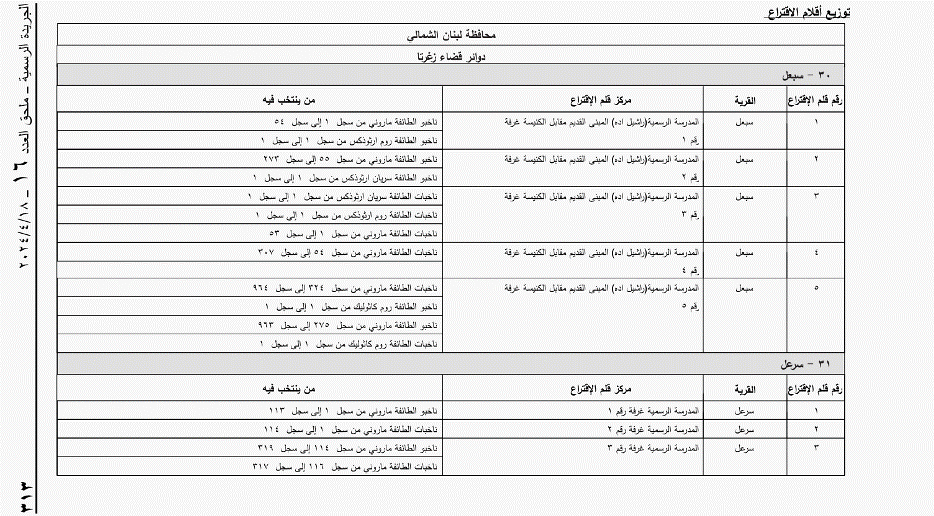 توزيع أقلام الاقتراع
محافظة لبنان الشمالي
دوائر قضاء زغرتا
٣٠ - سبعل
رقم قلم الإقتراع القرية مركز قلم الإقتراع من ينتخب فيه
١ سبعل المدرسة الرسمية(راشيل اده) المبنى القديم مقابل الكنيسة غرفة ناخبو الطائفة ماروني من سجل ١ إلى سجل ٥٤
رقم ١ ناخبو الطائفة روم ارثوذكس من سجل ١ إلى سجل ١
٢ سبعل المدرسة الرسمية(راشيل اده) المبنى القديم مقابل الكنيسة غرفة ناخبو الطائفة ماروني من سجل ٥٥ إلى سجل ٢٧٣
رقم ٢ ناخبو الطائفة سريان ارثوذكس من سجل ١ إلى سجل ١
٣ سبعل المدرسة الرسمية(راشيل اده) المبنى القديم مقابل الكنيسة غرفة ناخبات الطائفة سريان ارثوذكس من سجل ١ إلى سجل ١
رقم ٣ ناخبات الطائفة روم ارثوذكس من سجل ١ إلى سجل ١
ناخبات الطائفة ماروني من سجل ١ إلى سجل ٥٣
٤ سبعل المدرسة الرسمية(راشيل اده) المبنى القديم مقابل الكنيسة غرفة ناخبات الطائفة ماروني من سجل ٥٤ إلى سجل ٣٠٧
رقم ٤
٥ سبعل المدرسة الرسمية(راشيل اده) المبنى القديم مقابل الكنيسة غرفة ناخبات الطائفة ماروني من سجل ٣٢٤ إلى سجل ٩٦٤
رقم ٥ ناخبو الطائفة روم كاثوليك من سجل ١ إلى سجل ١
ناخبو الطائفة ماروني من سجل ٢٧٥ إلى سجل ٩٦٣
ناخبات الطائفة روم كاثوليك من سجل ١ إلى سجل ١
٣١ - سرعل
رقم قلم الإقتراع القرية مركز قلم الإقتراع من ينتخب فيه
١ سرعل المدرسة الرسمية غرفة رقم ١ ناخبو الطائفة ماروني من سجل ١ إلى سجل ١١٣
٢ سرعل المدرسة الرسمية غرفة رقم ٢ ناخبات الطائفة ماروني من سجل ١ إلى سجل ١١٤
٣ سرعل المدرسة الرسمية غرفة رقم ٣ ناخبو الطائفة ماروني من سجل ١١٤ إلى سجل ٣١٩
ناخبات الطائفة ماروني من سجل ١١٦ إلى سجل ٣١٧
الجريدة الرسمية - ملحق العدد ١٦ - ٢٠٢٤/٤/١٨
٣١٣